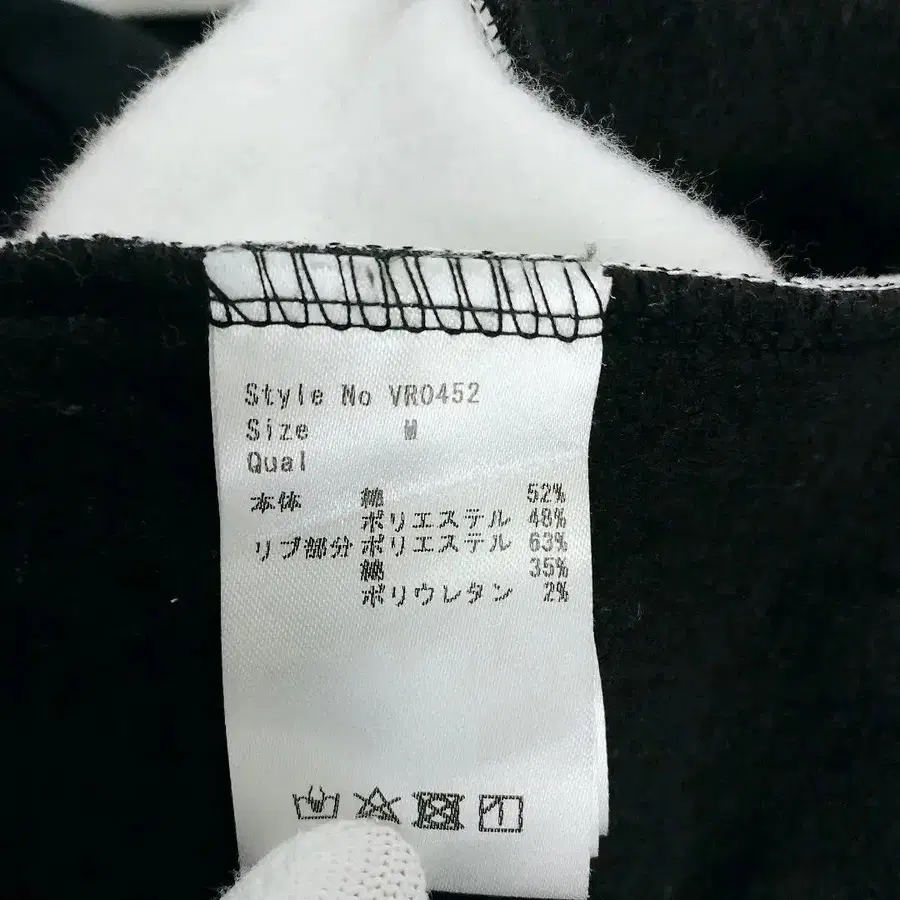 Style No VR0452
Size M
Qual
本体 綿 52%
ポリエステル 48%
リブ部分 ポリエステル 63%
綿 35%
ポリウレタン 2%